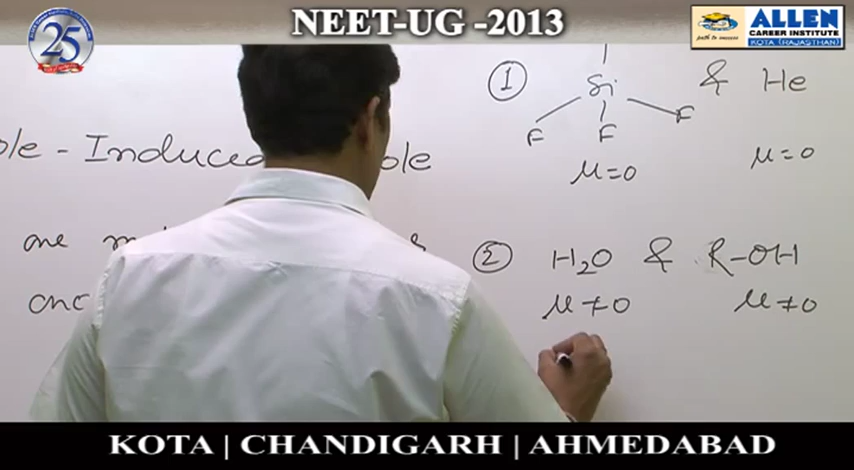 NEET-UG -2013
25
ALLEN
CAREER INSTITUTE
KOTA (RAJASTHAN)
path to success
① Si & He
F F F
μ=0 μ=0
ole - Induced ole
one
② H₂O & R-OH
μ≠0 μ≠0
KOTA | CHANDIGARH | AHMEDABAD